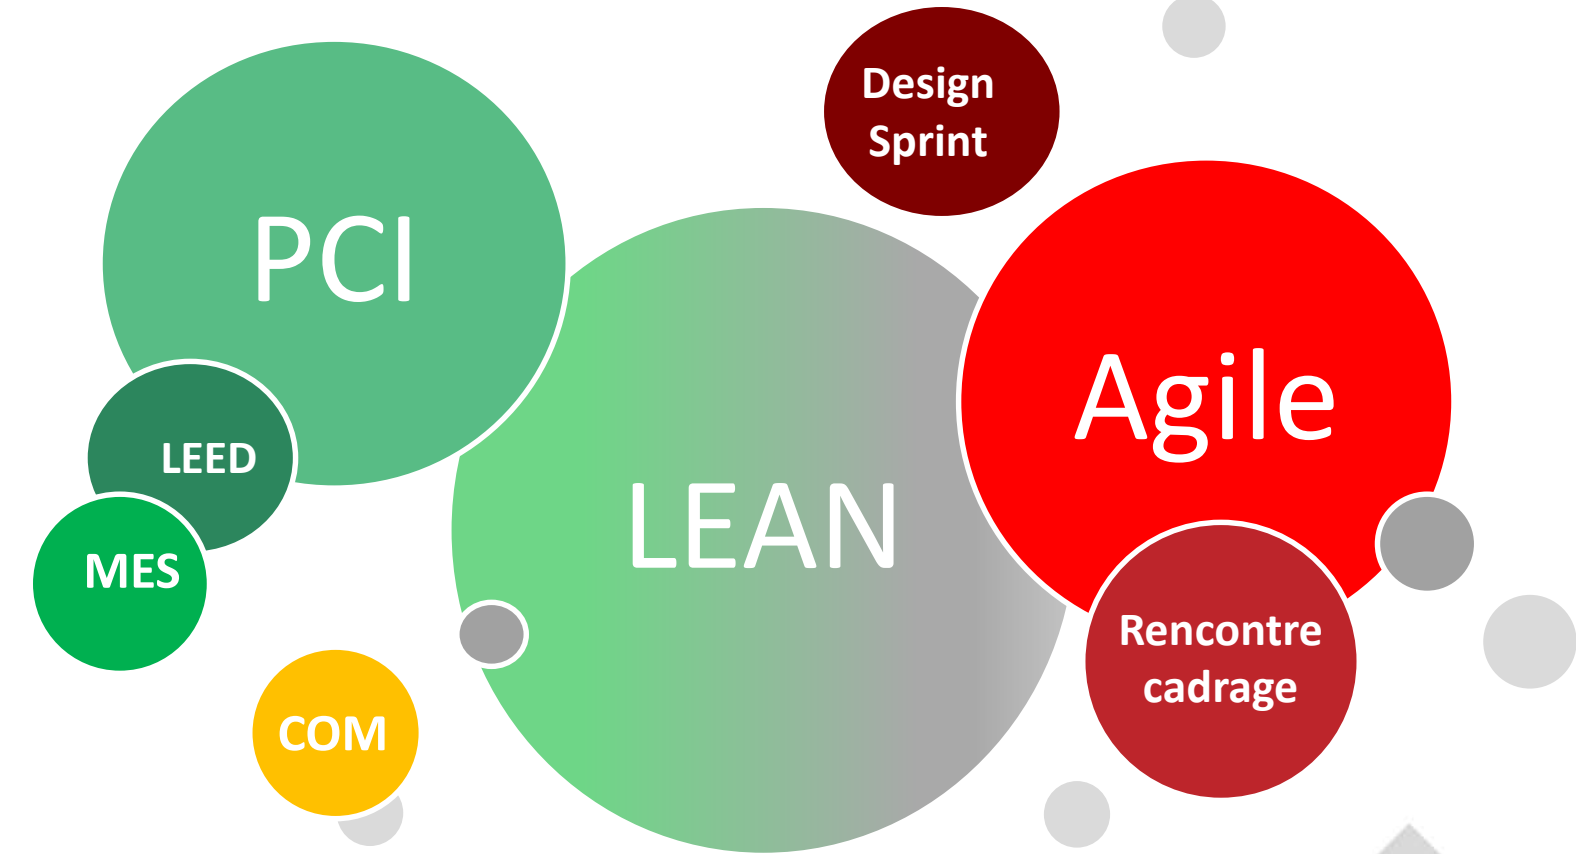 Design
Sprint
PCI
Agile
LEED
LEAN
MES
Rencontre
cadrage
COM